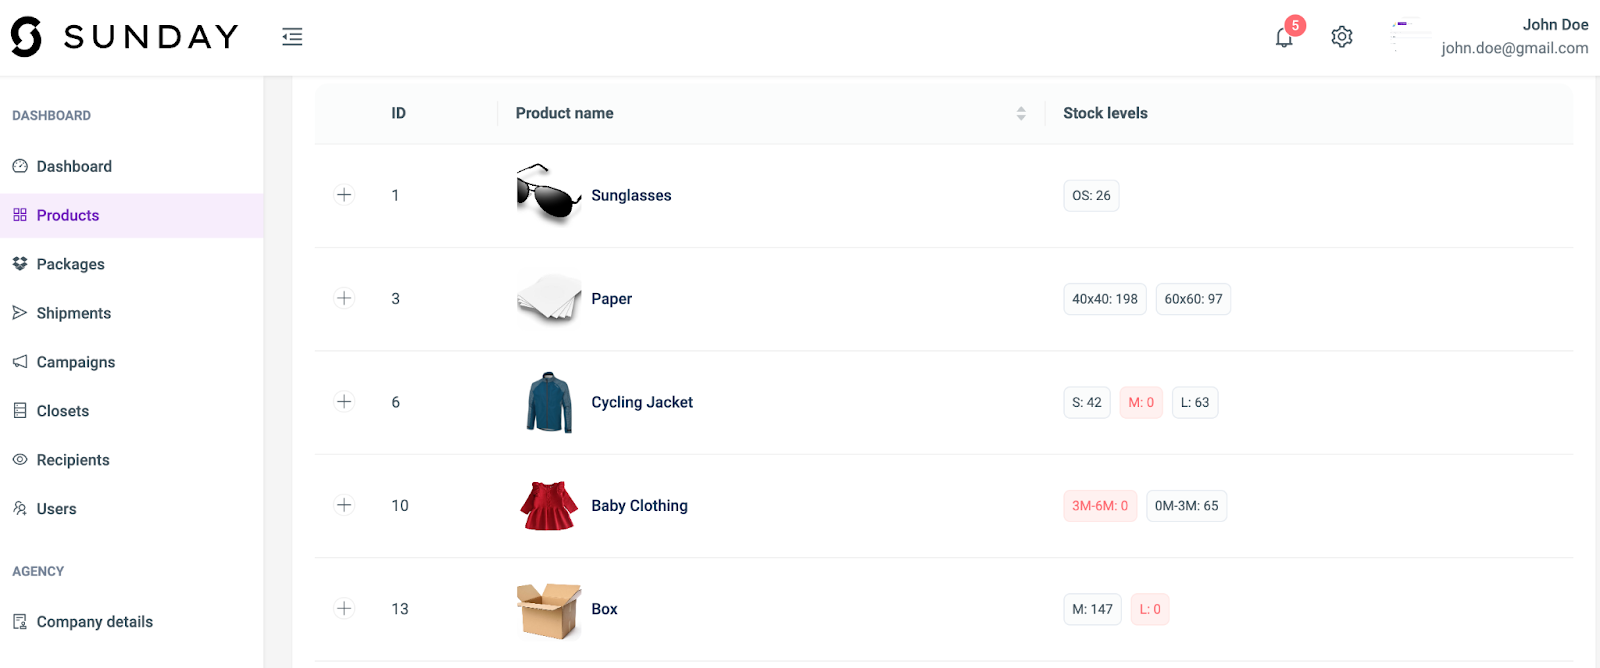 SUNDAY
5
John Doe
john.doe@gmail.com
DASHBOARD
Dashboard
Products
Packages
Shipments
Campaigns
Closets
Recipients
Users
AGENCY
Company details
ID Product name Stock levels
1 Sunglasses OS: 26
3 Paper 40x40: 198 60x60: 97
6 Cycling Jacket S: 42 M: 0 L: 63
10 Baby Clothing 3M-6M: 0 0M-3M: 65
13 Box M: 147 L: 0